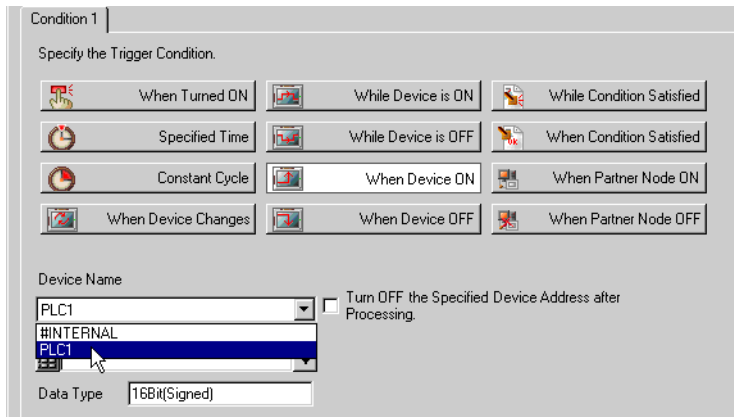 Condition 1
Specify the Trigger Condition.
When Turned ON
While Device is ON
While Condition Satisfied
Specified Time
While Device is OFF
When Condition Satisfied
Constant Cycle
When Device ON
When Partner Node ON
When Device Changes
When Device OFF
When Partner Node OFF
Device Name
PLC1
Turn OFF the Specified Device Address after
Processing.
#INTERNAL
PLC1
Data Type
16Bit(Signed)